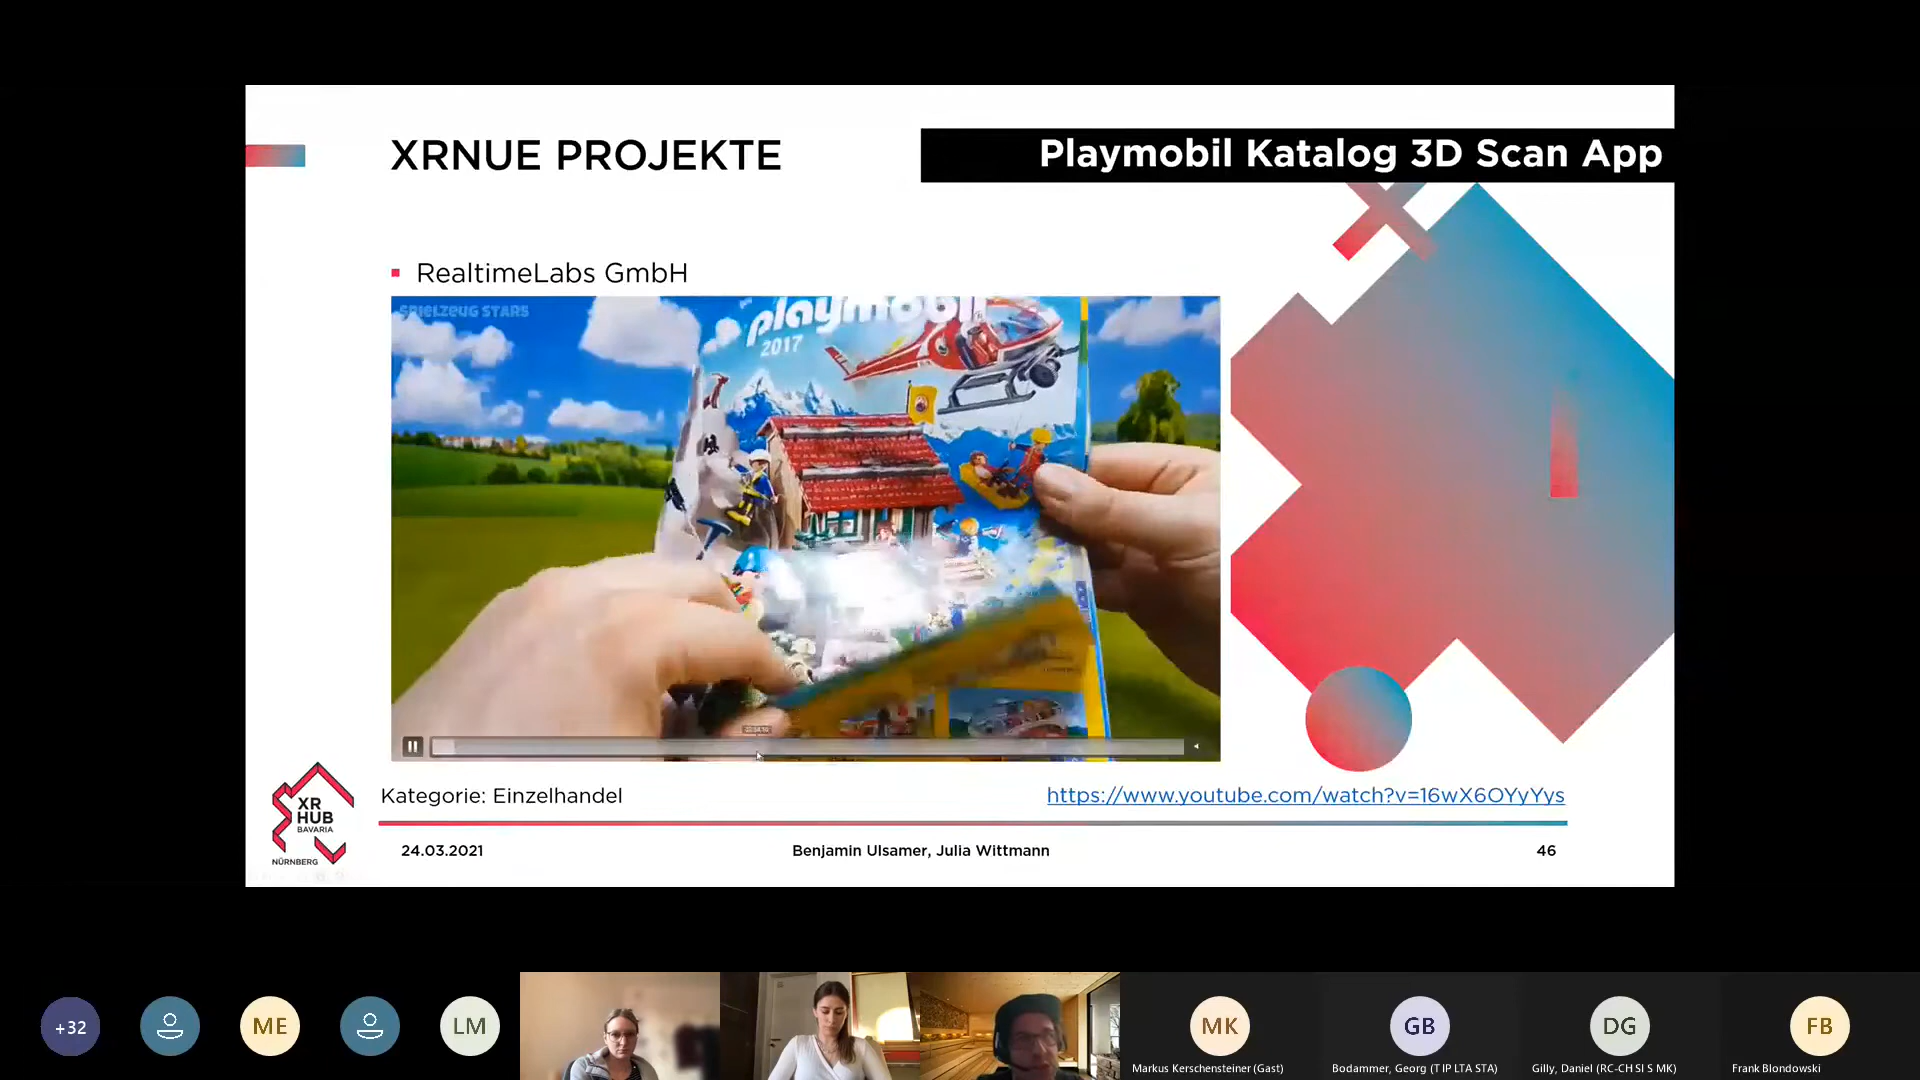 XRNUE PROJEKTE
Playmobil Katalog 3D Scan App
RealtimeLabs GmbH
SPIELZEUG STARS
playmobil
2017
Kategorie: Einzelhandel
https://www.youtube.com/watch?v=16wX6OYyYys
XR
HUB
BAVARIA
NÜRNBERG
24.03.2021
Benjamin Ulsamer, Julia Wittmann
46
+32
ME
LM
MK
GB
DG
FB
Markus Kerschensteiner (Gast)
Bodammer, Georg (T IP LTA STA)
Gilly, Daniel (RC-CH SI S MK)
Frank Blondowski